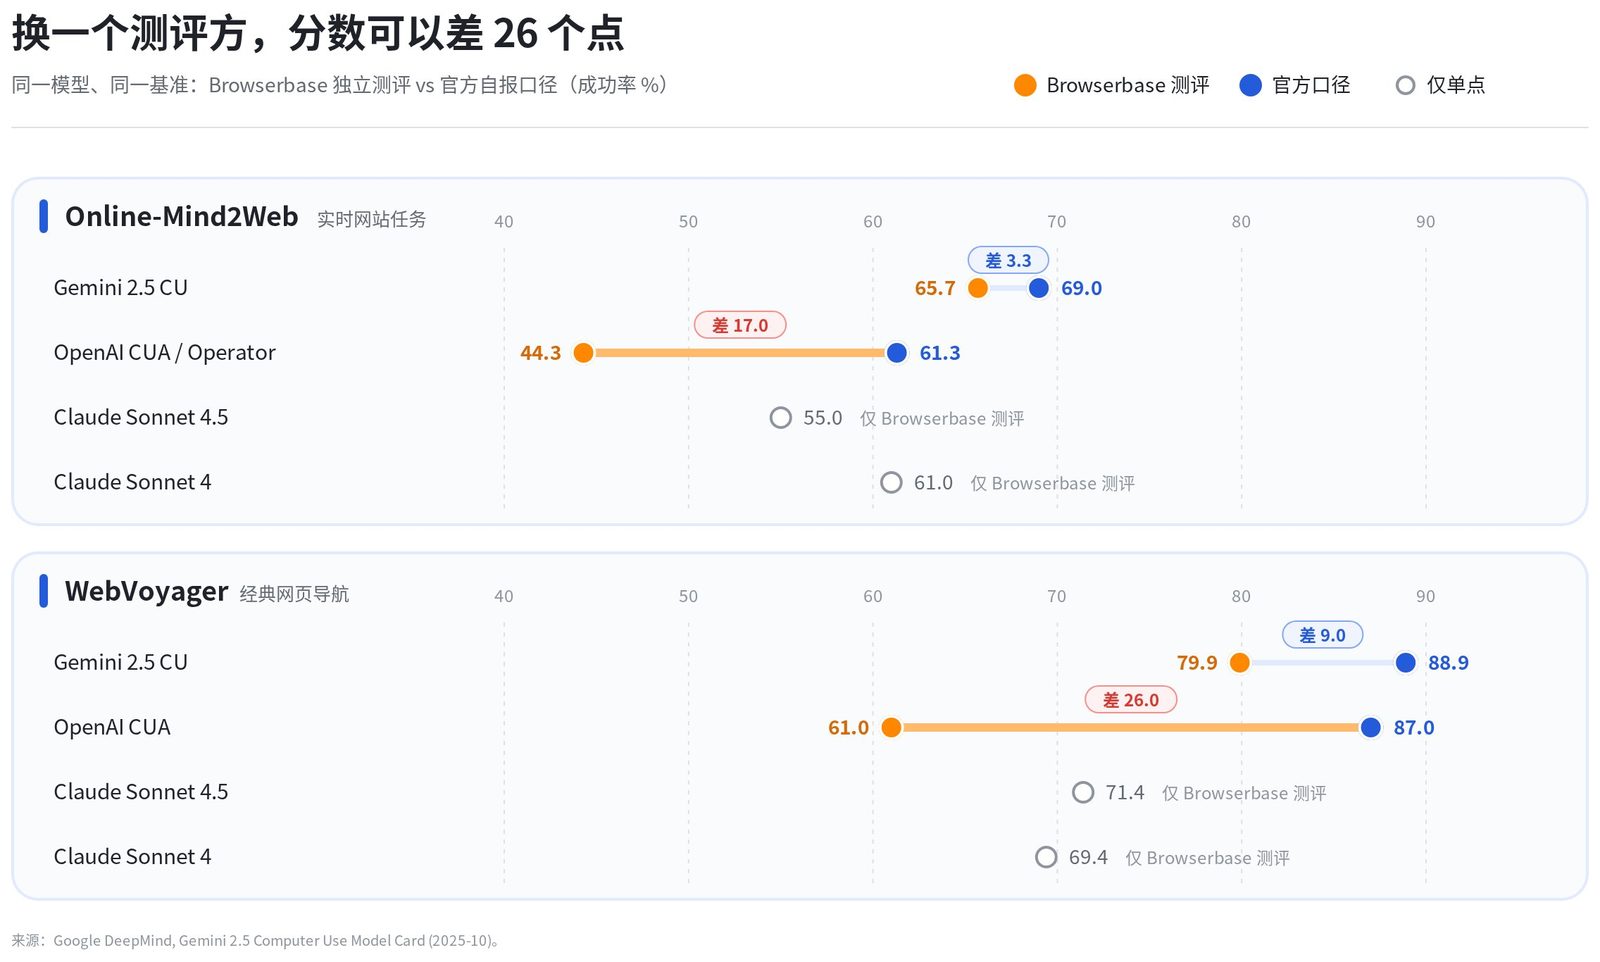 换一个测评方，分数可以差 26 个点
同一模型、同一基准：Browserbase 独立测评 vs 官方自报口径（成功率 %）
Browserbase 测评 官方口径 仅单点
Online-Mind2Web 实时网站任务 40 50 60 70 80 90
差 3.3
Gemini 2.5 CU 65.7 69.0
差 17.0
OpenAI CUA / Operator 44.3 61.3
Claude Sonnet 4.5 55.0 仅 Browserbase 测评
Claude Sonnet 4 61.0 仅 Browserbase 测评
WebVoyager 经典网页导航 40 50 60 70 80 90
差 9.0
Gemini 2.5 CU 79.9 88.9
差 26.0
OpenAI CUA 61.0 87.0
Claude Sonnet 4.5 71.4 仅 Browserbase 测评
Claude Sonnet 4 69.4 仅 Browserbase 测评
来源：Google DeepMind, Gemini 2.5 Computer Use Model Card (2025-10)。